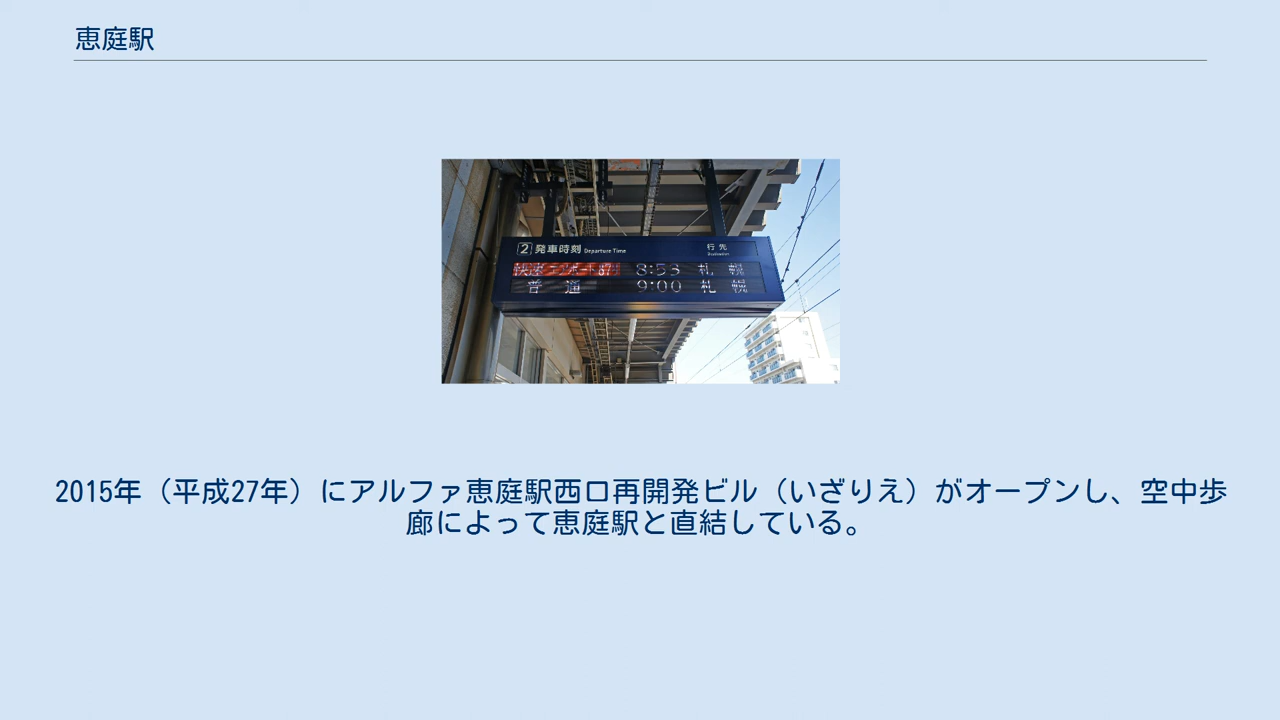 恵庭駅
2 発車時刻 Departure Time 行先
Destination
快速 エアポート 67 8:53 札幌
普通 9:00 札幌
2015年（平成27年）にアルファ恵庭駅西口再開発ビル（いざりえ）がオープンし、空中歩
廊によって恵庭駅と直結している。